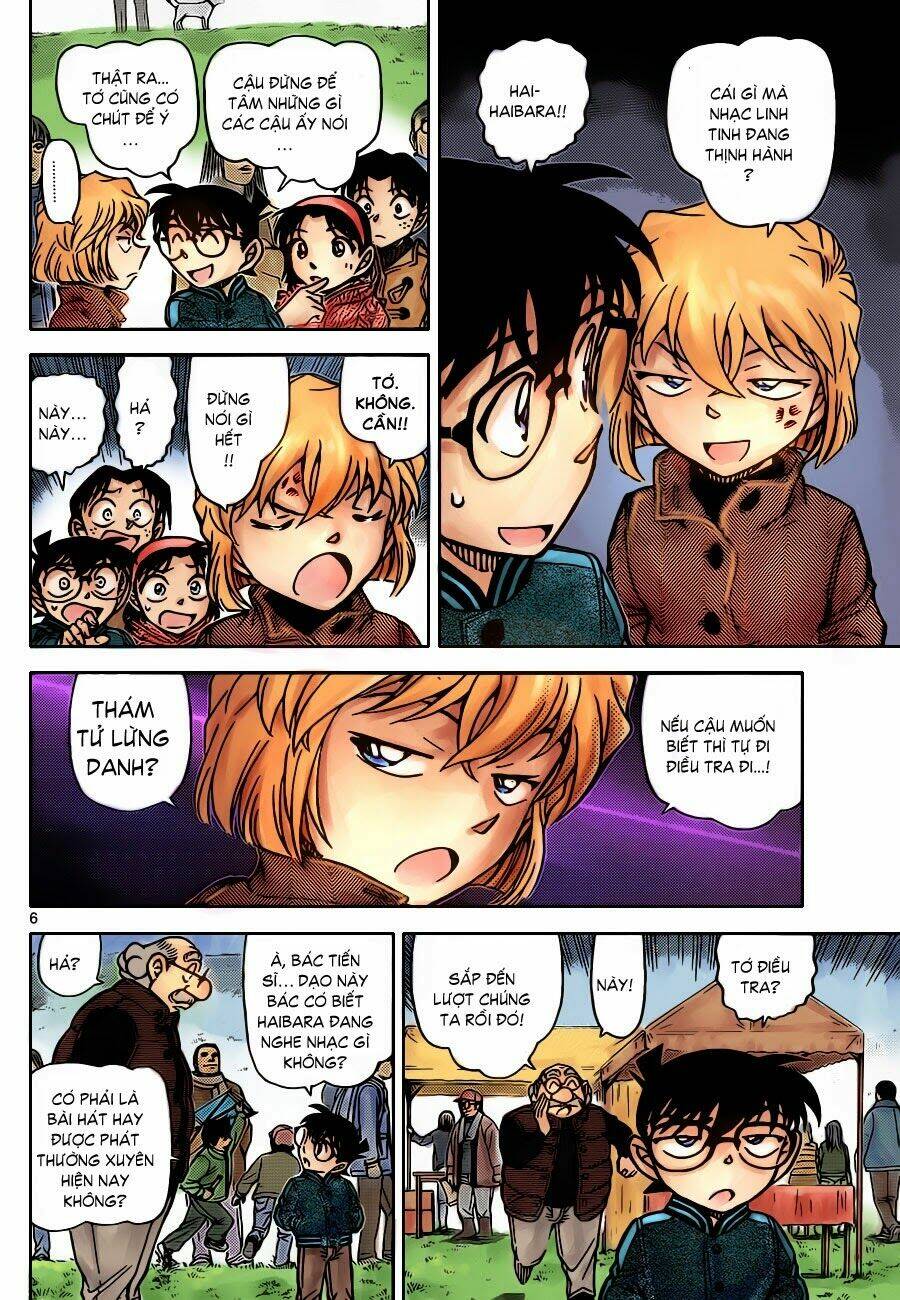 CÁI GÌ MÀ
NHẠC LINH
TINH ĐANG
THỊNH HÀNH
?
HAI-
HAIBARA!!
CẬU ĐỪNG ĐỂ
TÂM NHỮNG GÌ
CÁC CẬU ẤY NÓI
...
THẬT RA...
TỚ CŨNG CÓ
CHÚT ĐỂ Ý
...
........
TỚ.
KHÔNG.
CẦN!!
ĐỪNG
NÓI GÌ
HẾT
!!
HẢ
?
NÀY...
NÀY...
NẾU CẬU MUỐN
BIẾT THÌ TỰ ĐI
ĐIỀU TRA ĐI...!
THÁM
TỬ LỪNG
DANH?
6
TỚ ĐIỀU
TRA?
NÀY!
SẮP ĐẾN
LƯỢT CHÚNG
TA RỒI ĐÓ!
À, BÁC TIẾN
SĨ... DẠO NÀY
BÁC CÓ BIẾT
HAIBARA ĐANG
NGHE NHẠC GÌ
KHÔNG?
HẢ?
CÓ PHẢI LÀ
BÀI HÁT HAY
ĐƯỢC PHÁT
THƯỜNG XUYÊN
HIỆN NAY
KHÔNG?